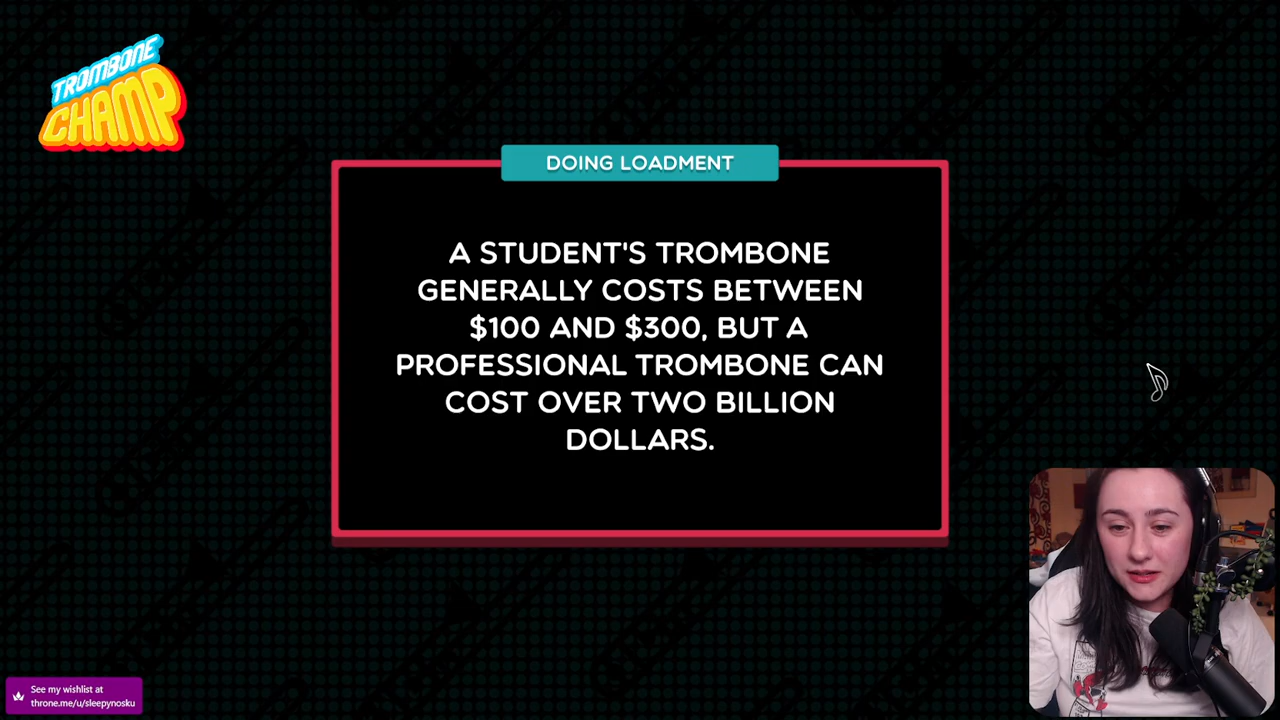 TROMBONE
CHAMP
DOING LOADMENT
A STUDENT'S TROMBONE
GENERALLY COSTS BETWEEN
$100 AND $300, BUT A
PROFESSIONAL TROMBONE CAN
COST OVER TWO BILLION
DOLLARS.
See my wishlist at
throne.me/u/sleepynosku